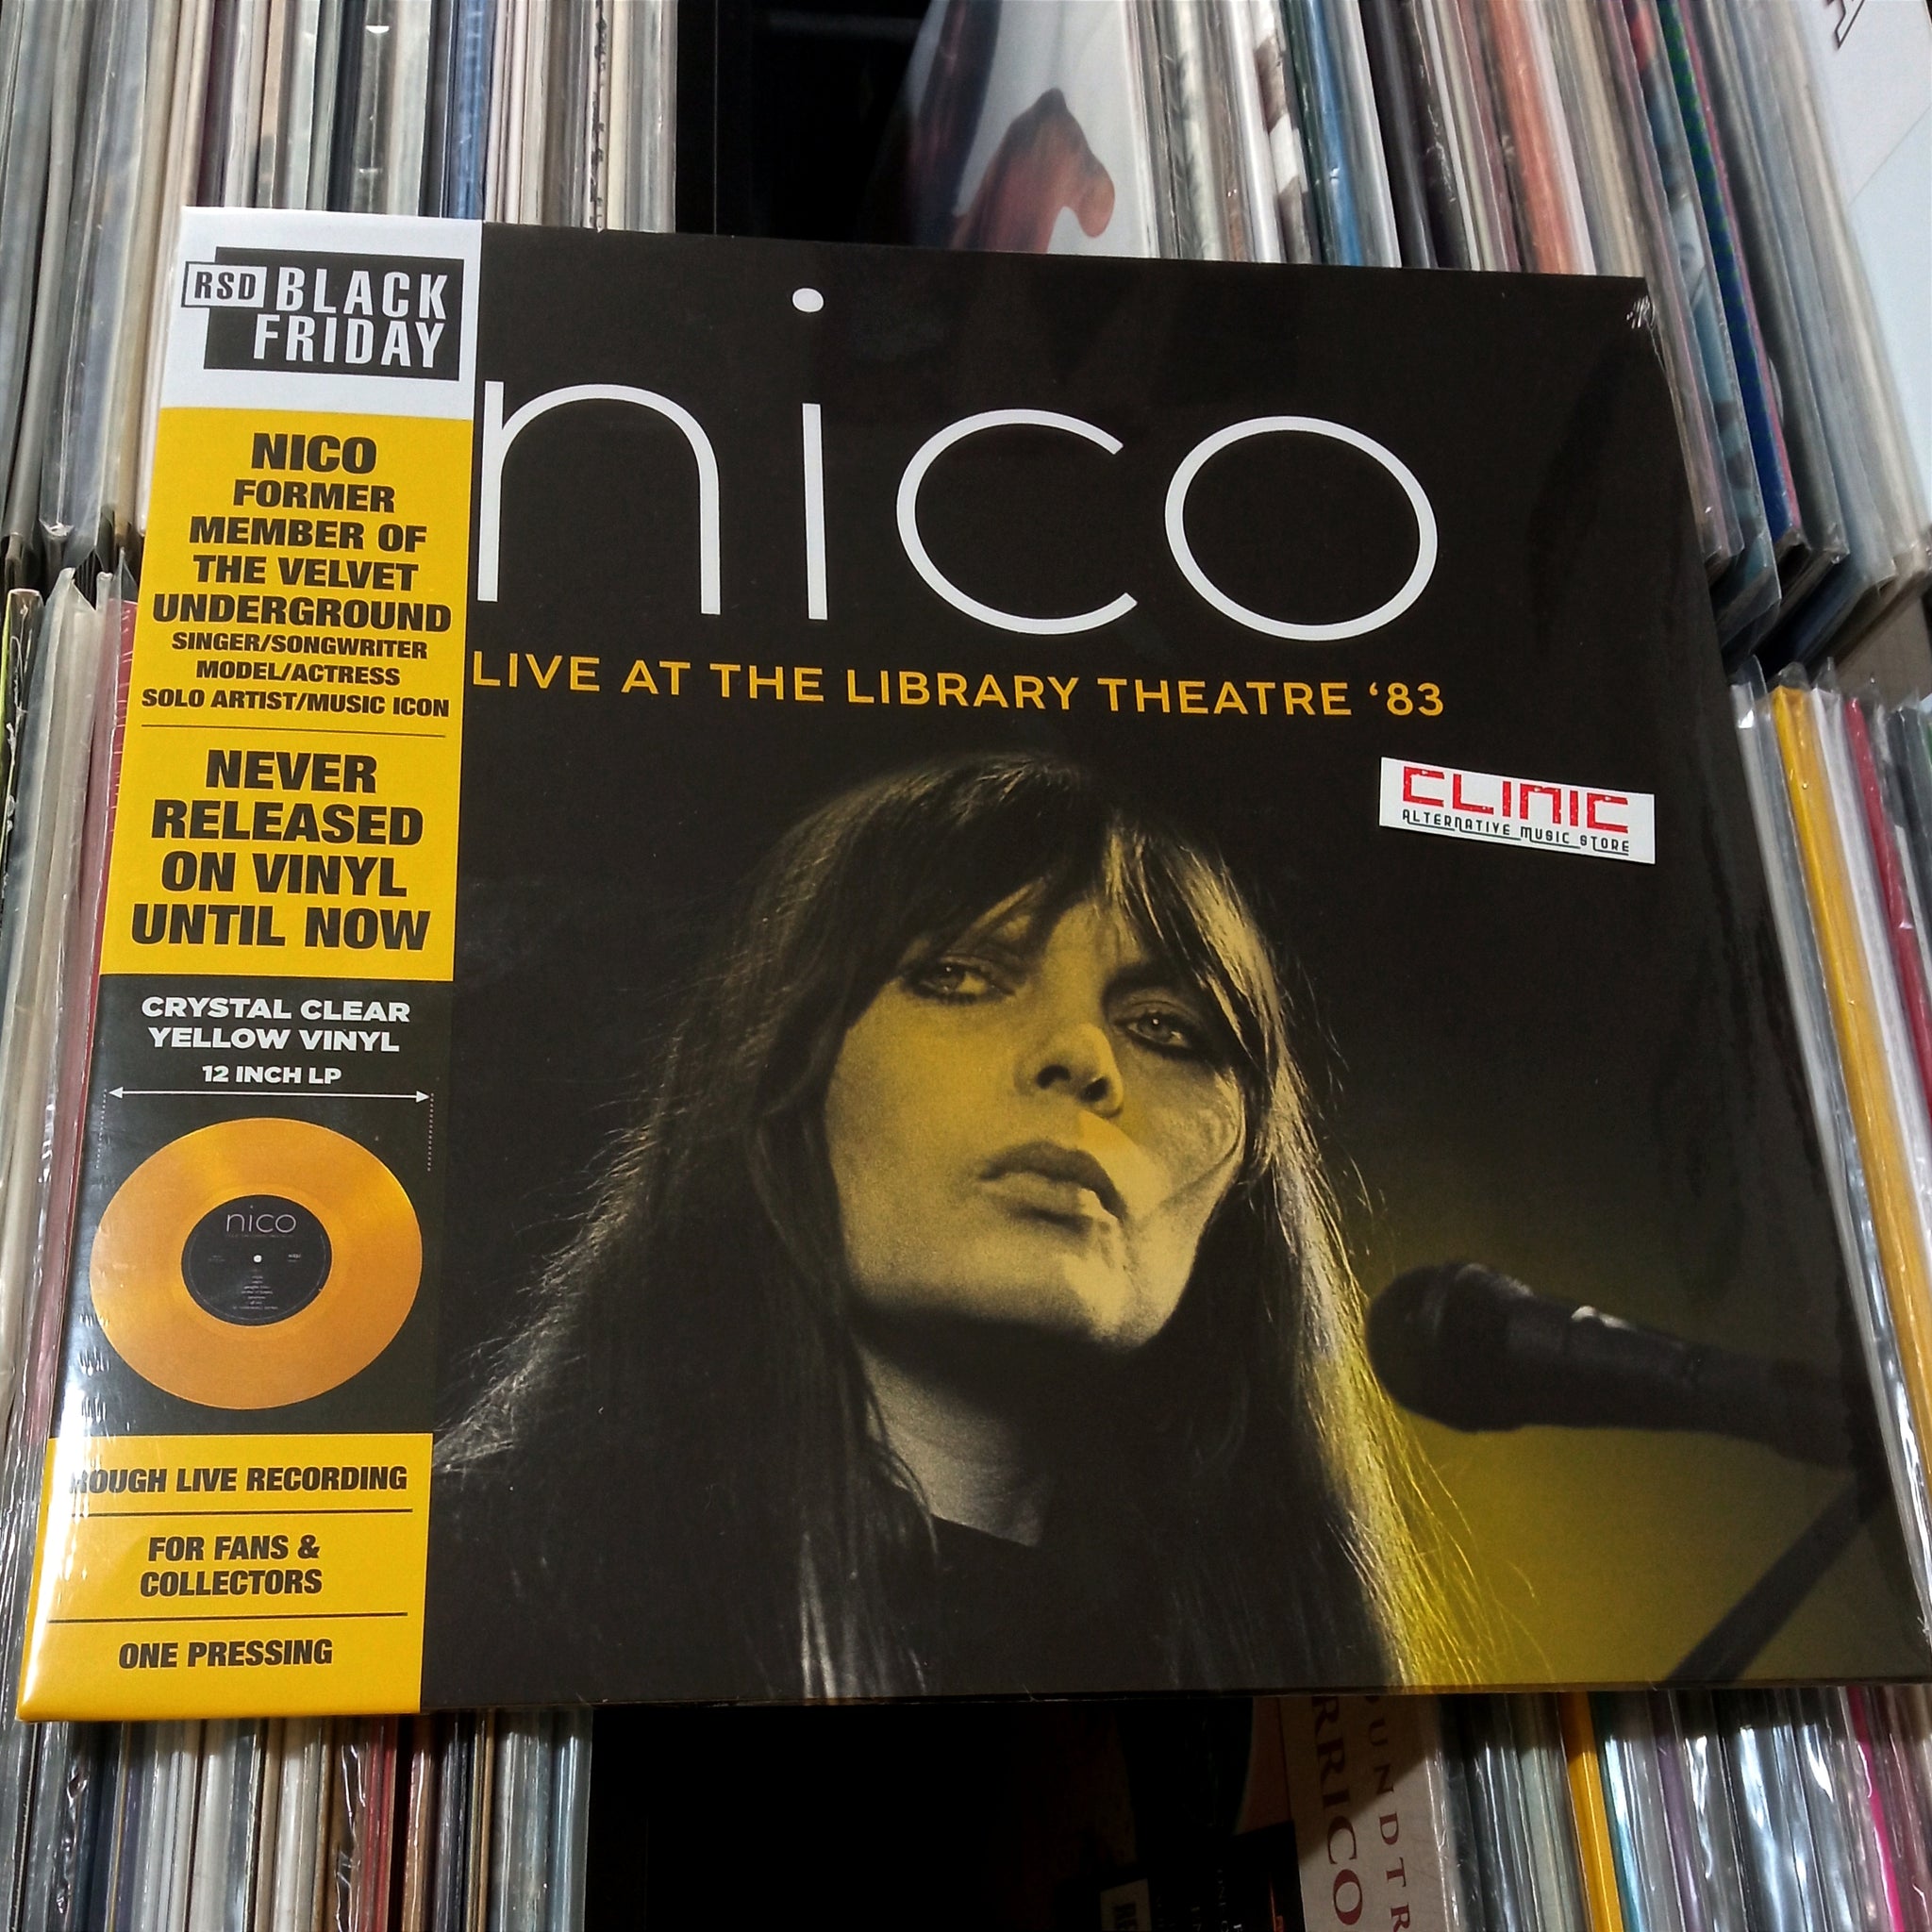 RSD BLACK
FRIDAY
NICO
FORMER
MEMBER OF
THE VELVET
UNDERGROUND
SINGER/SONGWRITER
MODEL/ACTRESS
SOLO ARTIST/MUSIC ICON
NEVER
RELEASED
ON VINYL
UNTIL NOW
CRYSTAL CLEAR
YELLOW VINYL
12 INCH LP
nico
ROUGH LIVE RECORDING
FOR FANS &
COLLECTORS
ONE PRESSING
nico
LIVE AT THE LIBRARY THEATRE ‘83
CLINIC
ALTERNATIVE MUSIC STORE